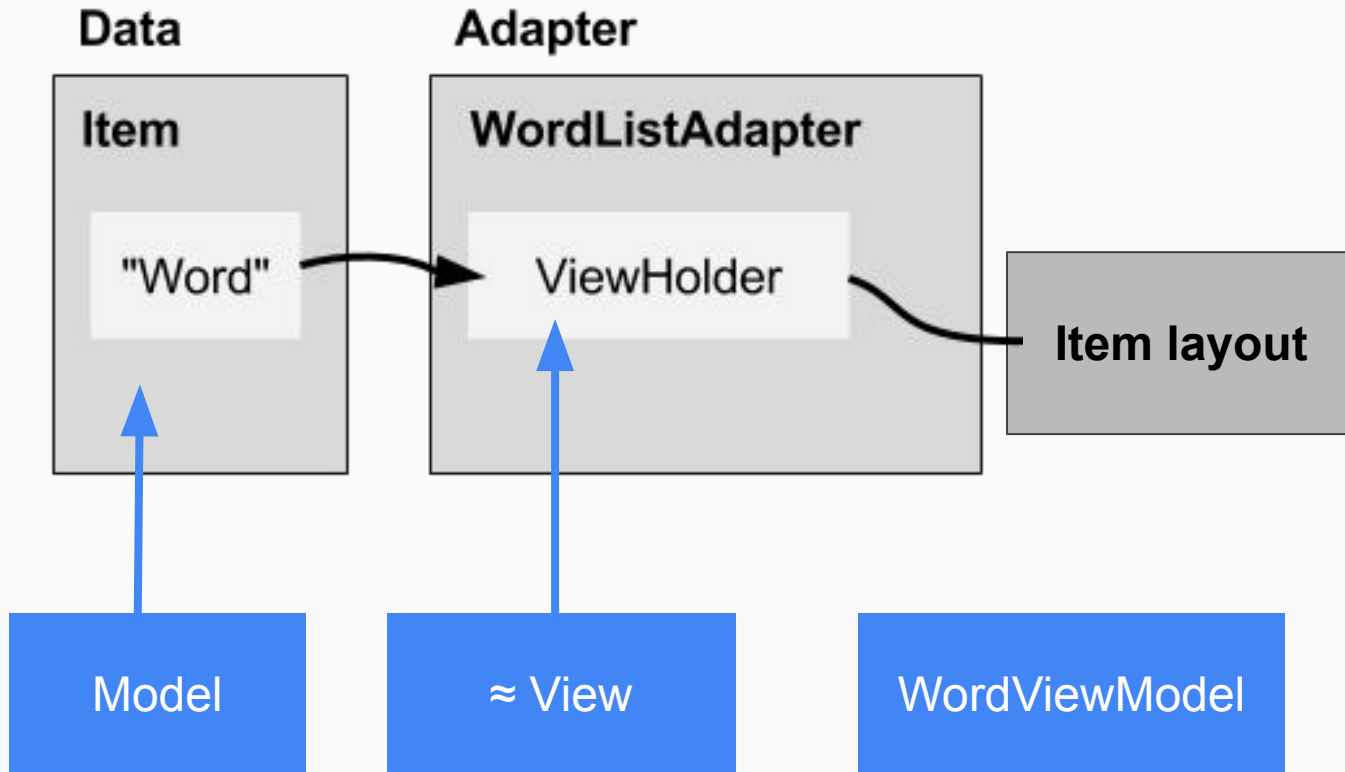 Data
Adapter
Item
WordListAdapter
"Word"
ViewHolder
Item layout
Model
≈ View
WordViewModel